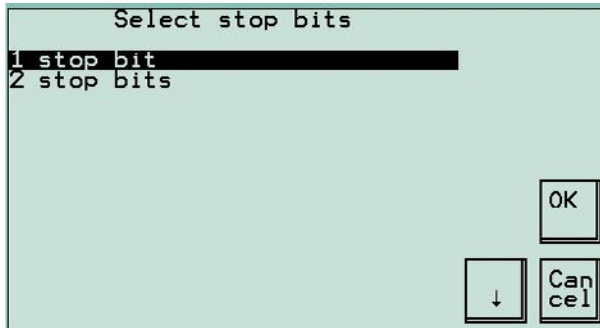 Select stop bits
1 stop bit
2 stop bits
OK
↓
Can
cel